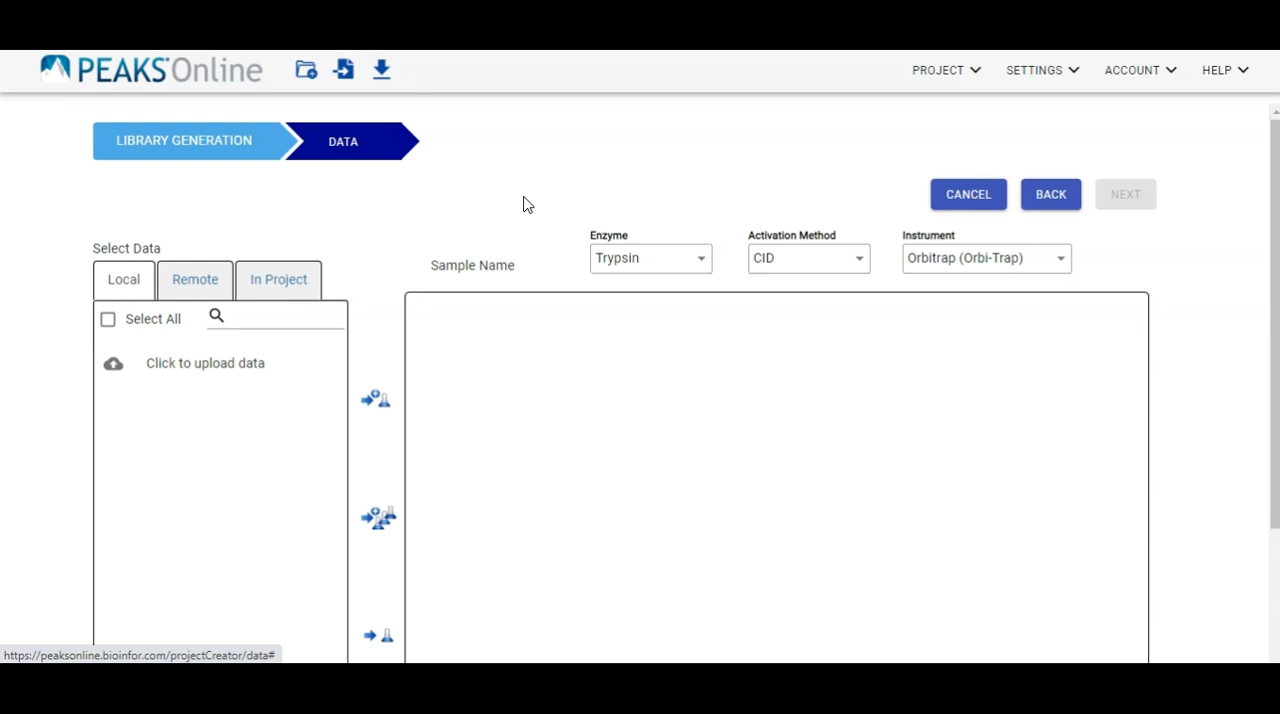 PEAKS Online
PROJECT SETTINGS ACCOUNT HELP
LIBRARY GENERATION DATA
CANCEL BACK NEXT
Enzyme Activation Method Instrument
Select Data
Trypsin CID Orbitrap (Orbi-Trap)
Sample Name
Local Remote In Project
Select All
Click to upload data
https://peaksonline.bioinfor.com/projectCreator/data#